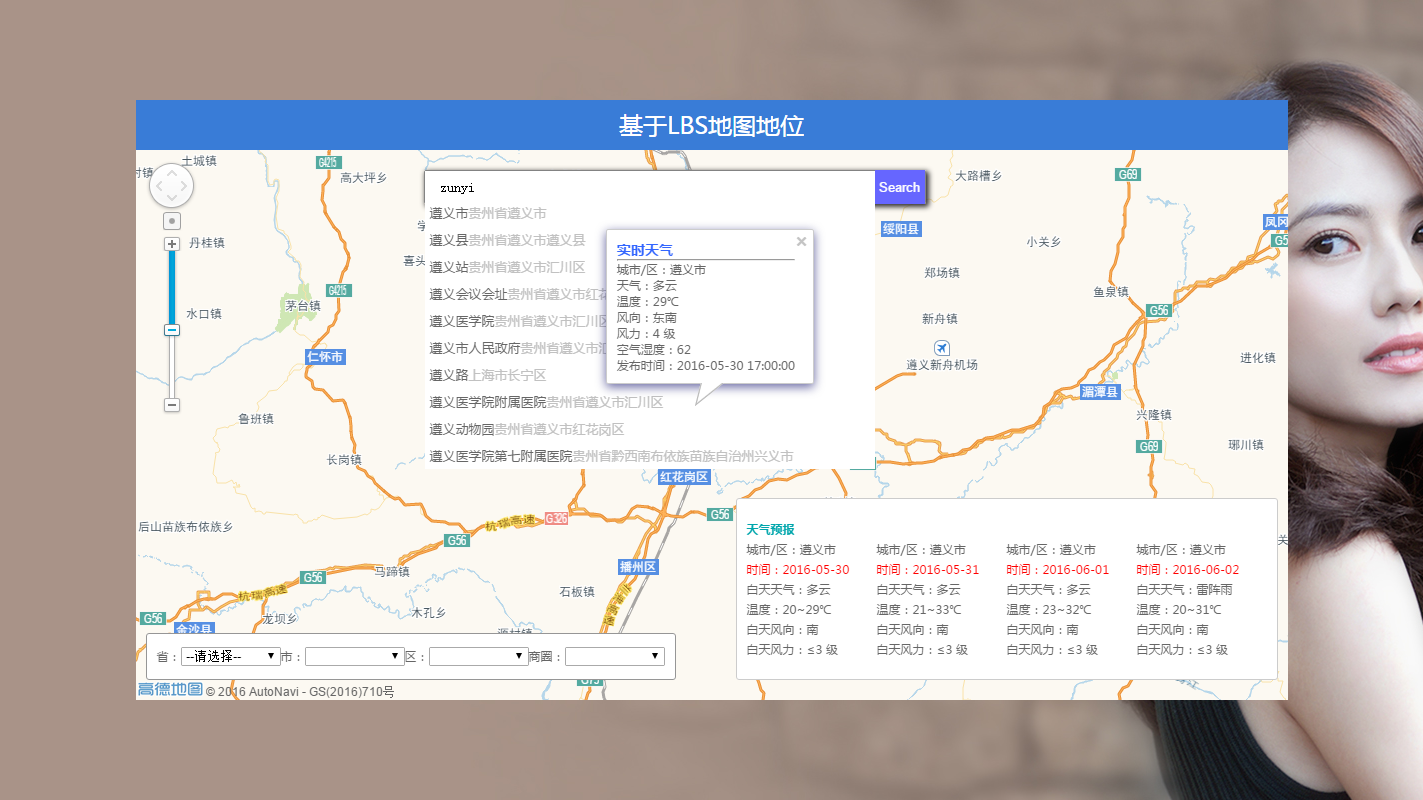 基于LBS地图地位
土城镇
G4215
高大坪乡
G69
大路槽乡
zunyi
Search
遵义市贵州省遵义市
遵义县贵州省遵义市遵义县
遵义站贵州省遵义市汇川区
遵义会议会址贵州省遵义市红花
遵义医学院贵州省遵义市汇川区
遵义市人民政府贵州省遵义市汇
遵义路上海市长宁区
遵义医学院附属医院贵州省遵义市汇川区
遵义动物园贵州省遵义市红花岗区
遵义医学院第七附属医院贵州省黔西南布依族苗族自治州兴义市
实时天气
×
城市/区：遵义市
天气：多云
温度：29℃
风向：东南
风力：4 级
空气湿度：62
发布时间：2016-05-30 17:00:00
绥阳县
凤冈
丹桂镇
小关乡
喜头
郑场镇
G4215
鱼泉镇
茅台镇
水口镇
G56
新舟镇
仁怀市
遵义新舟机场
进化镇
湄潭县
鲁班镇
兴隆镇
G69
琊川镇
长岗镇
红花岗区
G56
杭瑞高速
G326
后山苗族布依族乡
G56
播州区
马蹄镇
G56
石板镇
杭瑞高速
兰海高速
木孔乡
G56
龙坝乡
金沙县
天气预报
城市/区：遵义市 城市/区：遵义市 城市/区：遵义市 城市/区：遵义市
时间：2016-05-30 时间：2016-05-31 时间：2016-06-01 时间：2016-06-02
白天天气：多云 白天天气：多云 白天天气：多云 白天天气：雷阵雨
温度：20~29℃ 温度：21~33℃ 温度：23~32℃ 温度：20~31℃
白天风向：南 白天风向：南 白天风向：南 白天风向：南
白天风力：≤3 级 白天风力：≤3 级 白天风力：≤3 级 白天风力：≤3 级
省：--请选择-- 市： 区： 商圈：
G75
高德地图 © 2016 AutoNavi - GS(2016)710号